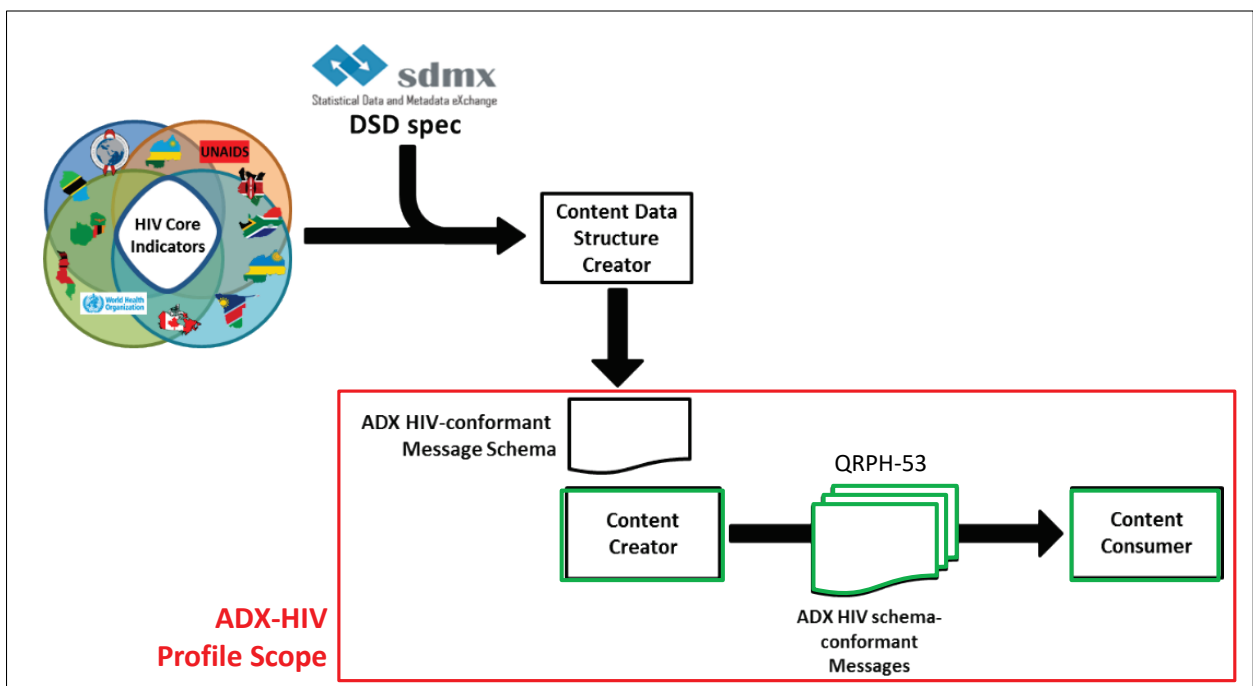 sdmx
Statistical Data and Metadata eXchange
DSD spec
UNAIDS
HIV Core
Indicators
World Health
Organization
Content Data
Structure
Creator
ADX HIV-conformant
Message Schema
QRPH-53
Content
Creator
Content
Consumer
ADX HIV schema-
conformant
Messages
ADX-HIV
Profile Scope